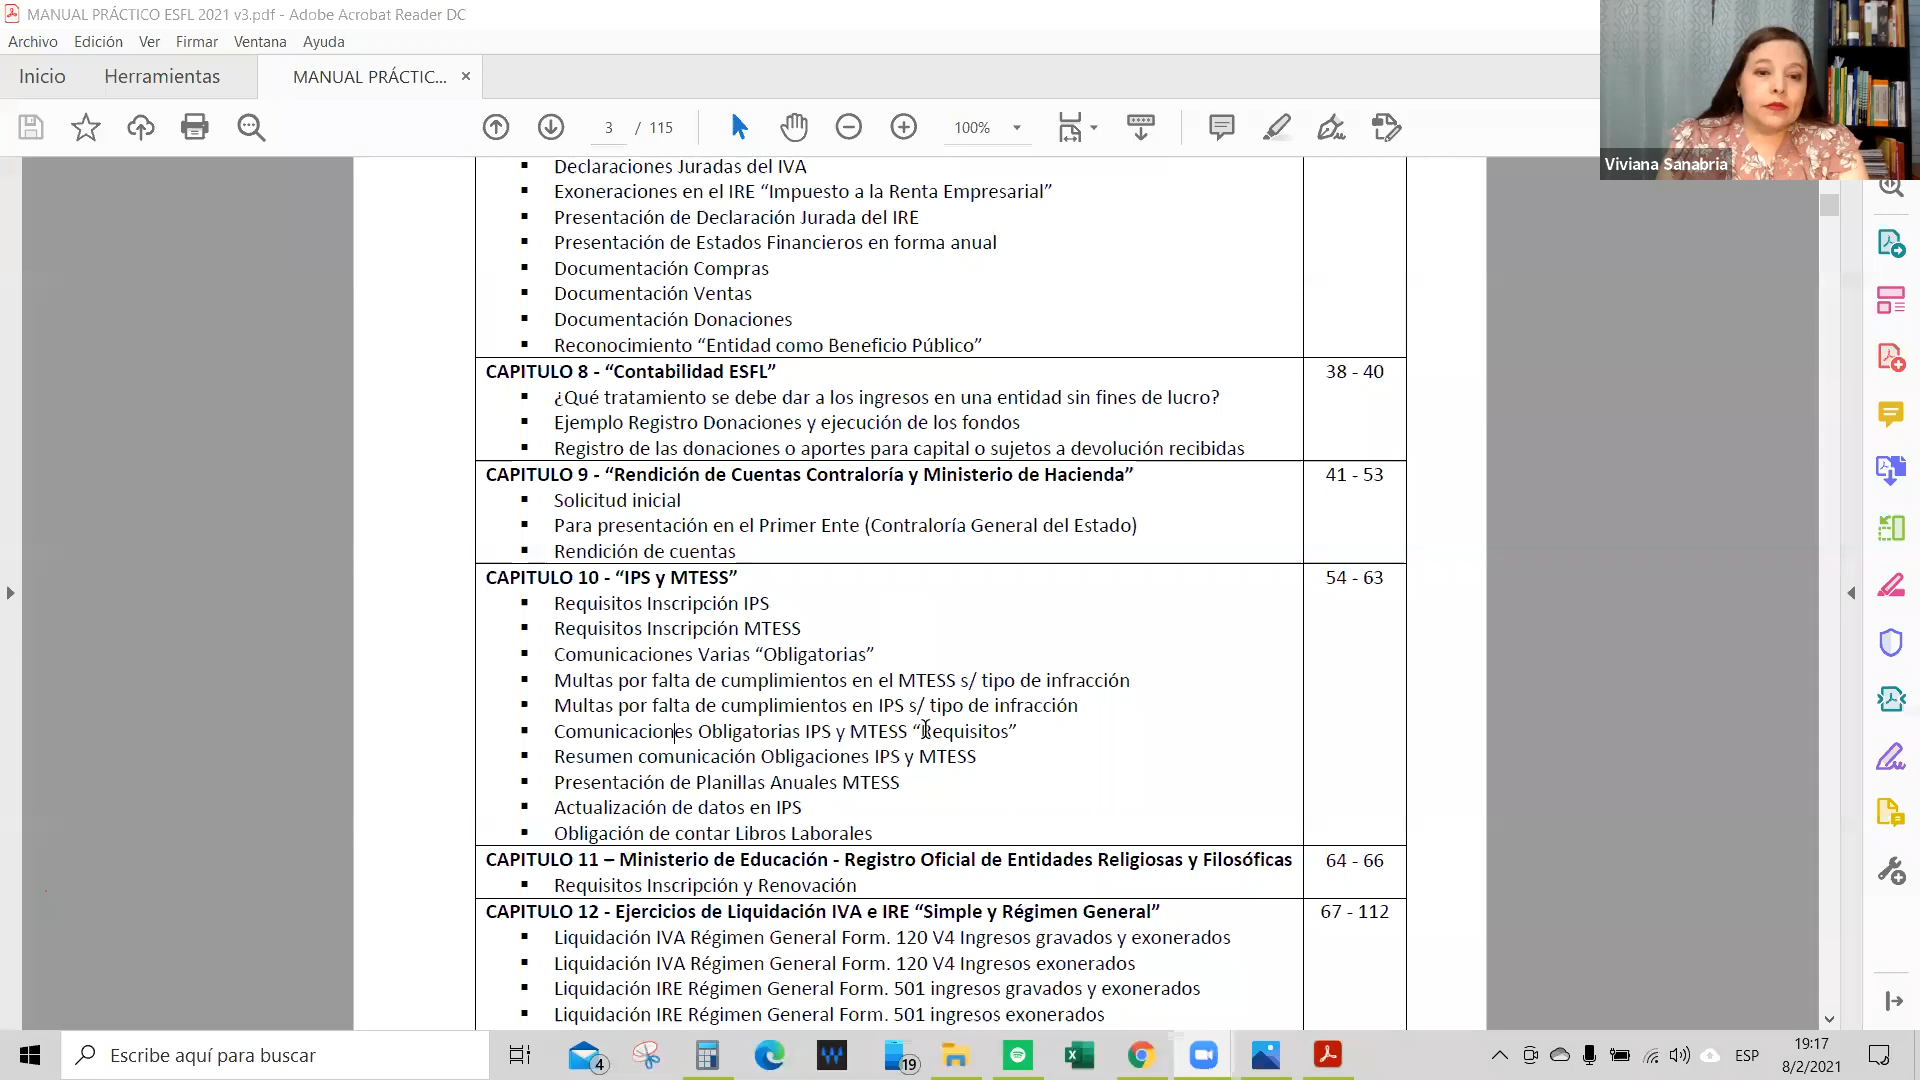 MANUAL PRÁCTICO ESFL 2021 v3.pdf - Adobe Acrobat Reader DC
Archivo Edición Ver Firmar Ventana Ayuda
Inicio Herramientas MANUAL PRÁCTIC... ×
3 / 115 100%
Viviana Sanabria
Declaraciones Juradas del IVA
Exoneraciones en el IRE “Impuesto a la Renta Empresarial”
Presentación de Declaración Jurada del IRE
Presentación de Estados Financieros en forma anual
Documentación Compras
Documentación Ventas
Documentación Donaciones
Reconocimiento “Entidad como Beneficio Público”
CAPITULO 8 - “Contabilidad ESFL” 38 - 40
¿Qué tratamiento se debe dar a los ingresos en una entidad sin fines de lucro?
Ejemplo Registro Donaciones y ejecución de los fondos
Registro de las donaciones o aportes para capital o sujetos a devolución recibidas
CAPITULO 9 - “Rendición de Cuentas Contraloría y Ministerio de Hacienda” 41 - 53
Solicitud inicial
Para presentación en el Primer Ente (Contraloría General del Estado)
Rendición de cuentas
CAPITULO 10 - “IPS y MTESS” 54 - 63
Requisitos Inscripción IPS
Requisitos Inscripción MTESS
Comunicaciones Varias “Obligatorias”
Multas por falta de cumplimientos en el MTESS s/ tipo de infracción
Multas por falta de cumplimientos en IPS s/ tipo de infracción
Comunicaciones Obligatorias IPS y MTESS “Requisitos”
Resumen comunicación Obligaciones IPS y MTESS
Presentación de Planillas Anuales MTESS
Actualización de datos en IPS
Obligación de contar Libros Laborales
CAPITULO 11 – Ministerio de Educación - Registro Oficial de Entidades Religiosas y Filosóficas 64 - 66
Requisitos Inscripción y Renovación
CAPITULO 12 - Ejercicios de Liquidación IVA e IRE “Simple y Régimen General” 67 - 112
Liquidación IVA Régimen General Form. 120 V4 Ingresos gravados y exonerados
Liquidación IVA Régimen General Form. 120 V4 Ingresos exonerados
Liquidación IRE Régimen General Form. 501 ingresos gravados y exonerados
Liquidación IRE Régimen General Form. 501 ingresos exonerados
Escribe aquí para buscar 4 19 ESP 19:17
8/2/2021